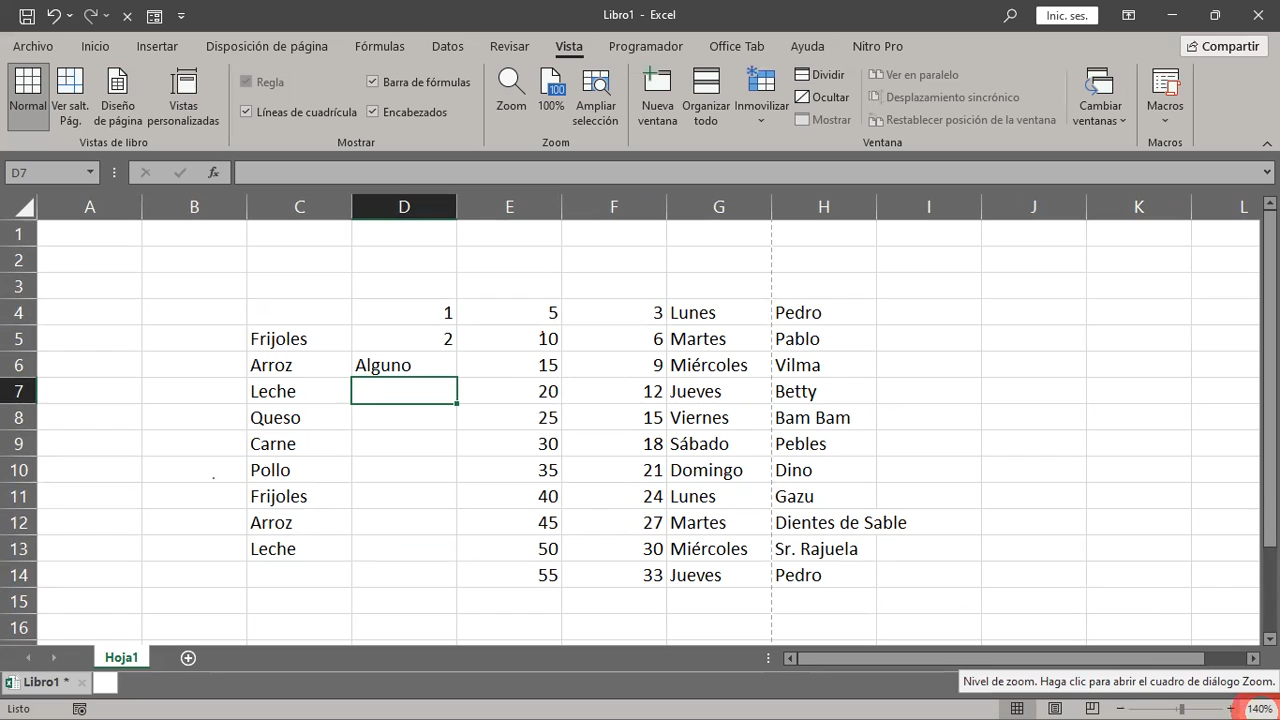 Libro1 - Excel
Inic. ses.
Archivo Inicio Insertar Disposición de página Fórmulas Datos Revisar Vista Programador Office Tab Ayuda Nitro Pro Compartir
Normal
Ver salt. Pág.
Diseño de página
Vistas personalizadas
Vistas de libro
Regla
Barra de fórmulas
Líneas de cuadrícula
Encabezados
Mostrar
Zoom
100
100%
Ampliar selección
Zoom
Nueva ventana
Organizar todo
Inmovilizar
Dividir
Ocultar
Mostrar
Ver en paralelo
Desplazamiento sincrónico
Restablecer posición de la ventana
Cambiar ventanas
Ventana
Macros
Macros
D7
fx
A B C D E F G H I J K L
1
2
3
4 1 5 3 Lunes Pedro
5 Frijoles 2 10 6 Martes Pablo
6 Arroz Alguno 15 9 Miércoles Vilma
7 Leche 20 12 Jueves Betty
8 Queso 25 15 Viernes Bam Bam
9 Carne 30 18 Sábado Pebles
10 Pollo 35 21 Domingo Dino
11 Frijoles 40 24 Lunes Gazu
12 Arroz 45 27 Martes Dientes de Sable
13 Leche 50 30 Miércoles Sr. Rajuela
14 55 33 Jueves Pedro
15
16
Hoja1
Libro1 *
Nivel de zoom. Haga clic para abrir el cuadro de diálogo Zoom.
Listo
140%